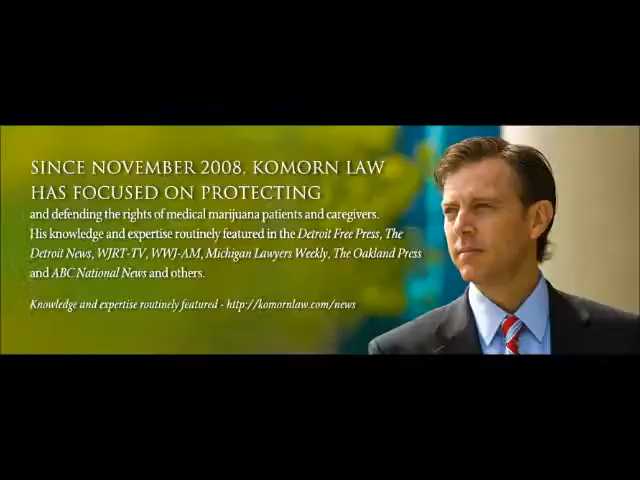 SINCE NOVEMBER 2008, KOMORN LAW
HAS FOCUSED ON PROTECTING
and defending the rights of medical marijuana patients and caregivers.
His knowledge and expertise routinely featured in the Detroit Free Press, The
Detroit News, WJRT-TV, WWJ-AM, Michigan Lawyers Weekly, The Oakland Press
and ABC National News and others.
Knowledge and expertise routinely featured - http://komornlaw.com/news